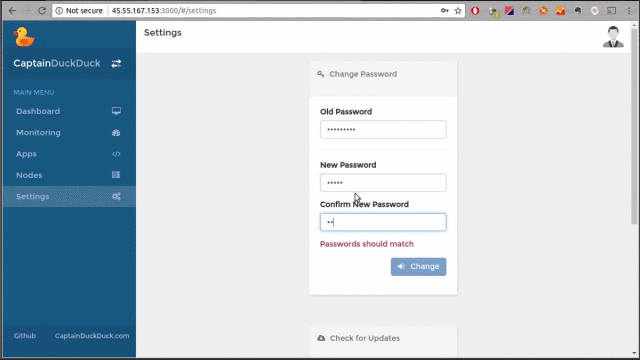 Not secure 45.55.167.153:3000/#/settings
CaptainDuckDuck
MAIN MENU
Dashboard
Monitoring
Apps
Nodes
Settings
Github CaptainDuckDuck.com
Settings
Change Password
Old Password
•••••••••
New Password
•••••
Confirm New Password
••
Passwords should match
Change
Check for Updates